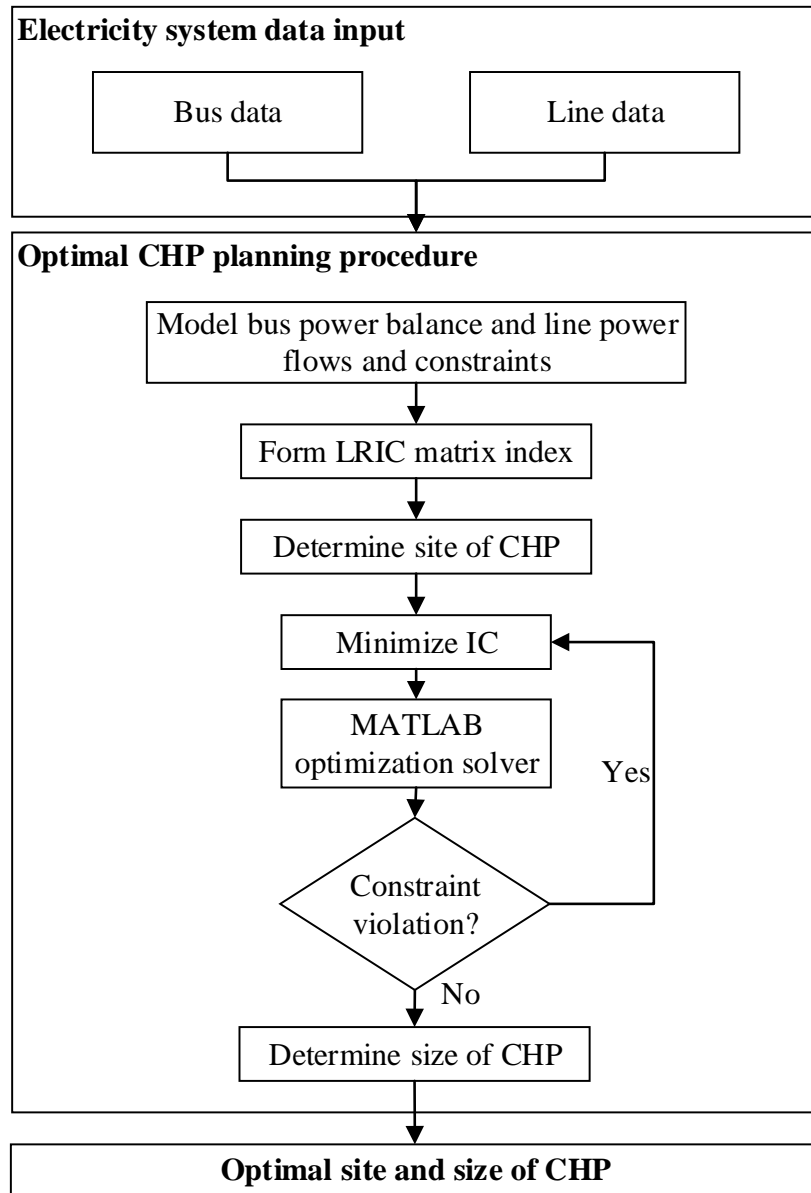 Electricity system data input
Bus data
Line data
Optimal CHP planning procedure
Model bus power balance and line power
flows and constraints
Form LRIC matrix index
Determine site of CHP
Minimize IC
MATLAB
optimization solver
Yes
Constraint
violation?
No
Determine size of CHP
Optimal site and size of CHP